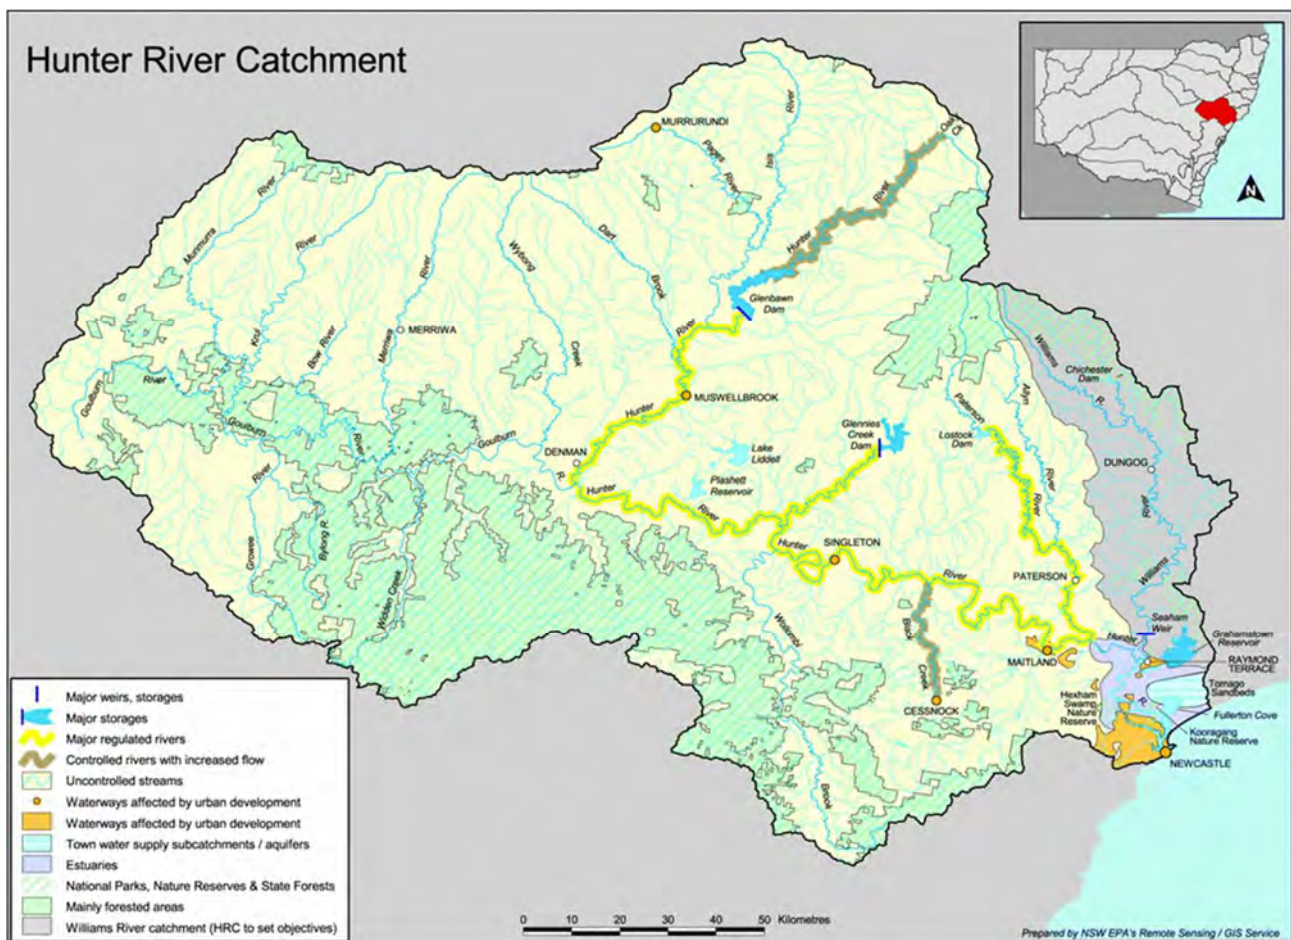 Hunter River Catchment
N
MURRURUNDI
Pages
River
Isis
River
Hunter
River
Munmurra
River
River
Krui
Bow River
River
Merriwa
MERRIWA
Wybong
Creek
Dart
Brook
Glenbawn
Dam
River
MUSWELLBROOK
Hunter
Goulburn
River
Goulburn
River
Goulburn
R.
DENMAN
River
Growee
Bylong R.
Widden Creek
Lake
Liddell
Plashett
Reservoir
Glennies
Creek
Dam
Hunter
River
Hunter
SINGLETON
River
Paterson
Lostock
Dam
River
Allyn
River
PATERSON
Williams
R.
Chichester
Dam
DUNGOG
River
Williams
Seaham
Weir
Hunter
R.
Grahamstown
Reservoir
RAYMOND
TERRACE
Tomago
Sandbeds
Fullerton Cove
Kooragang
Nature Reserve
NEWCASTLE
Hexham
Swamp
Nature
Reserve
MAITLAND
Black
Creek
CESSNOCK
Wollombi
Brook
Major weirs, storages
Major storages
Major regulated rivers
Controlled rivers with increased flow
Uncontrolled streams
Waterways affected by urban development
Waterways affected by urban development
Town water supply subcatchments / aquifers
Estuaries
National Parks, Nature Reserves & State Forests
Mainly forested areas
Williams River catchment (HRC to set objectives)
0 10 20 30 40 50 Kilometres
Prepared by NSW EPA's Remote Sensing / GIS Service